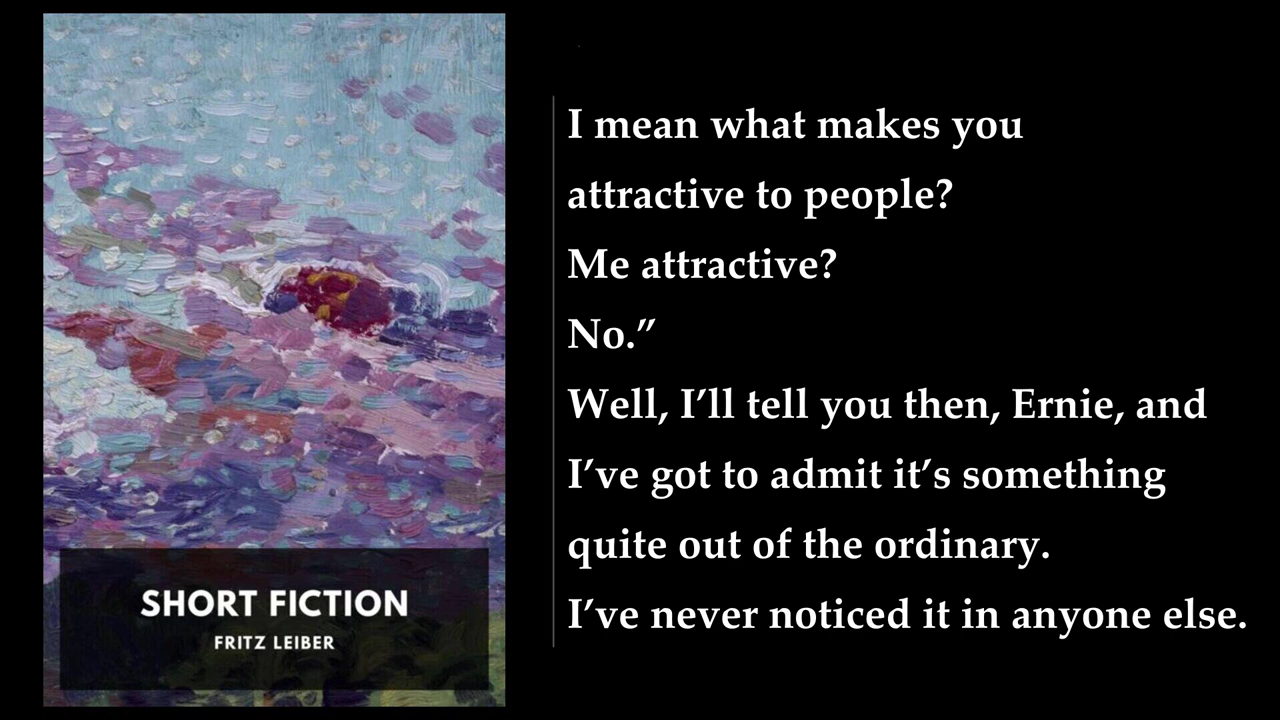 SHORT FICTION
FRITZ LEIBER
I mean what makes you
attractive to people?
Me attractive?
No.”
Well, I’ll tell you then, Ernie, and
I’ve got to admit it’s something
quite out of the ordinary.
I’ve never noticed it in anyone else.